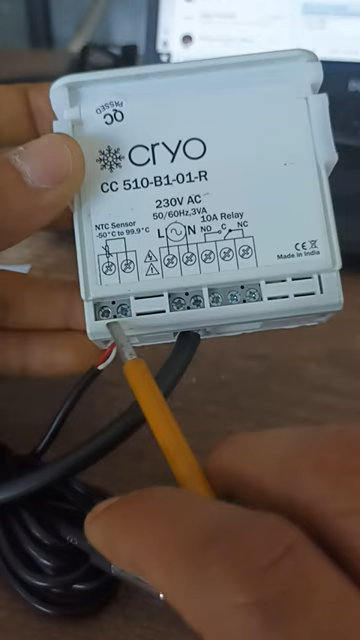 QC
PASSED
cryo
CC 510-B1-01-R
230V AC
50/60Hz,3VA
NTC Sensor
-50°C to 99.9°C
10A Relay
L N NO C NC
CE
Made in India